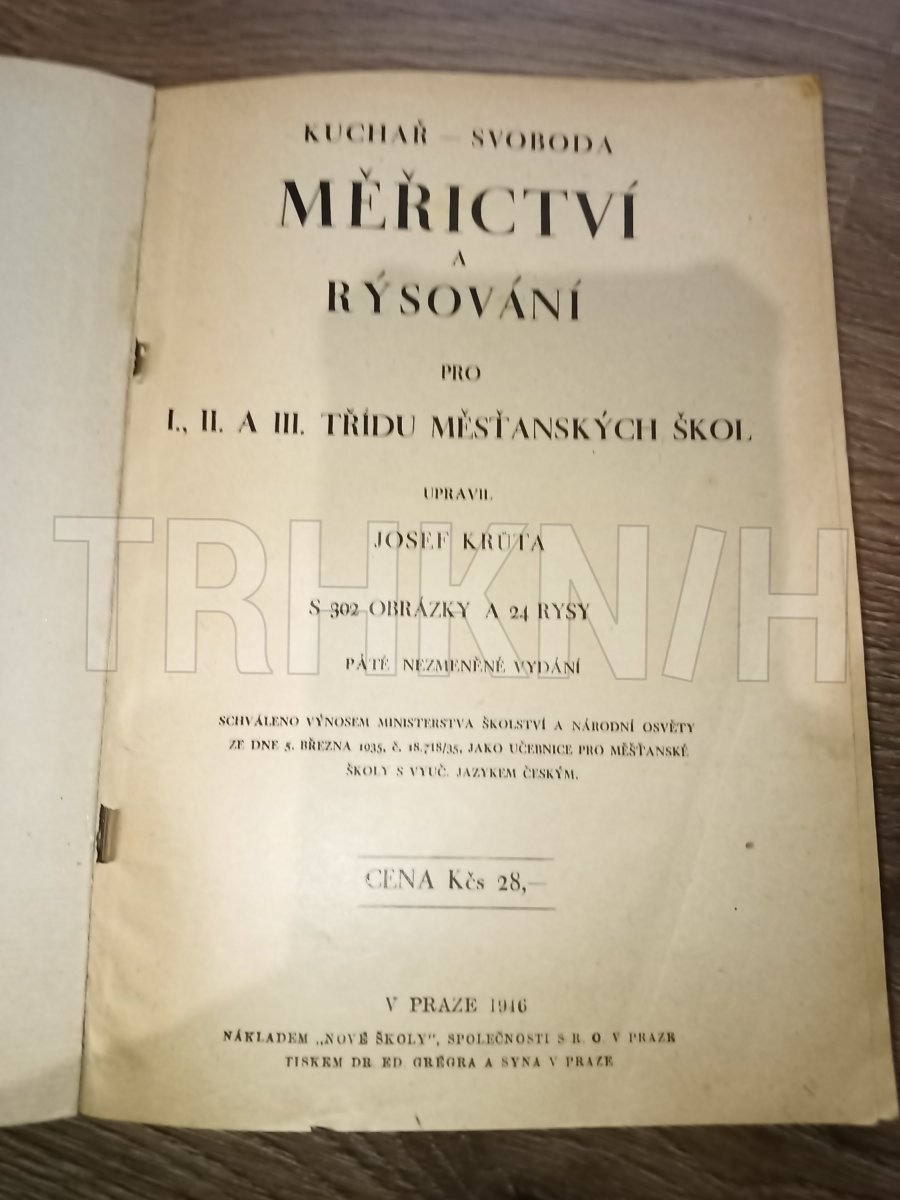 KUCHAŘ – SVOBODA
MĚŘICTVÍ
A
RÝSOVÁNÍ
PRO
I., II. A III. TŘÍDU MĚSŤANSKÝCH ŠKOL
UPRAVIL
JOSEF KRŮTA
S 302 OBRÁZKY A 24 RYSY
PÁTÉ NEZMENĚNÉ VYDÁNÍ
SCHVÁLENO VÝNOSEM MINISTERSTVA ŠKOLSTVÍ A NÁRODNÍ OSVĚTY
ZE DNE 5. BŘEZNA 1935, č. 18.718/35, JAKO UČEBNICE PRO MĚŠŤANSKÉ
ŠKOLY S VYUČ. JAZYKEM ČESKÝM.
CENA Kčs 28,—
V PRAZE 1946
NÁKLADEM „NOVÉ ŠKOLY", SPOLEČNOSTI S R. O. V PRAZE
TISKEM DR. ED. GRÉGRA A SYNA V PRAZE
TRHKNIH